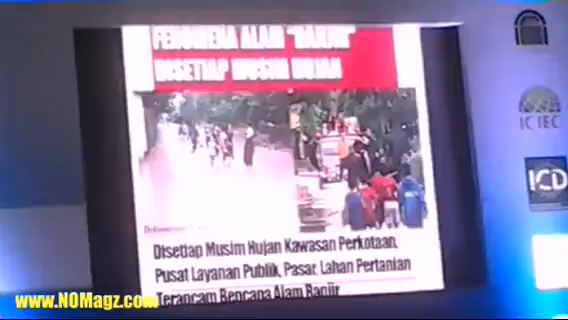 FENOMENA ALAM "BANJIR"
DISETIAP MUSIM HUJAN
Disetiap Musim Hujan Kawasan Perkotaan,
Pusat Layanan Publik, Pasar, Lahan Pertanian
Terancam Bencana Alam Banjir
ICIEC
ICD
www.NOMagz.com